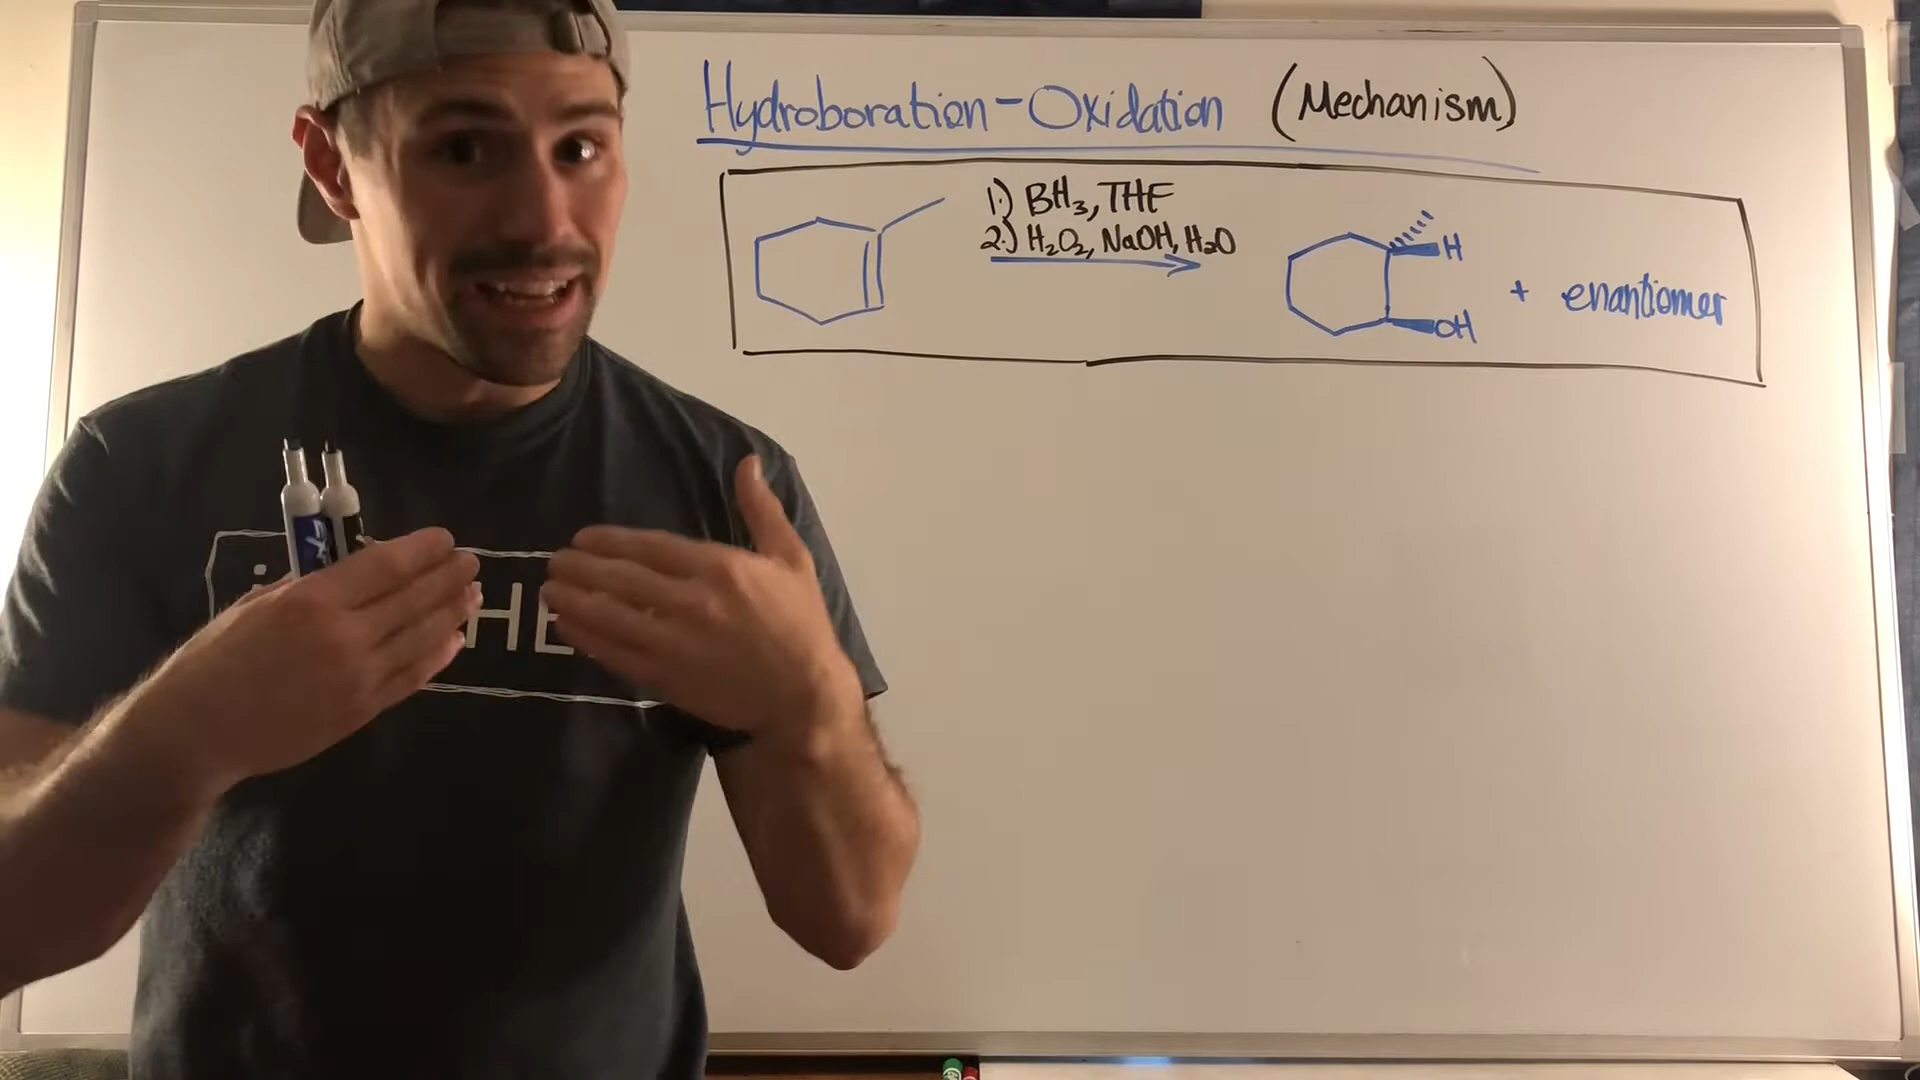 Hydroboration-Oxidation (Mechanism)
1.) BH₃, THF
2.) H₂O₂, NaOH, H₂O
H
OH
+ enantiomer